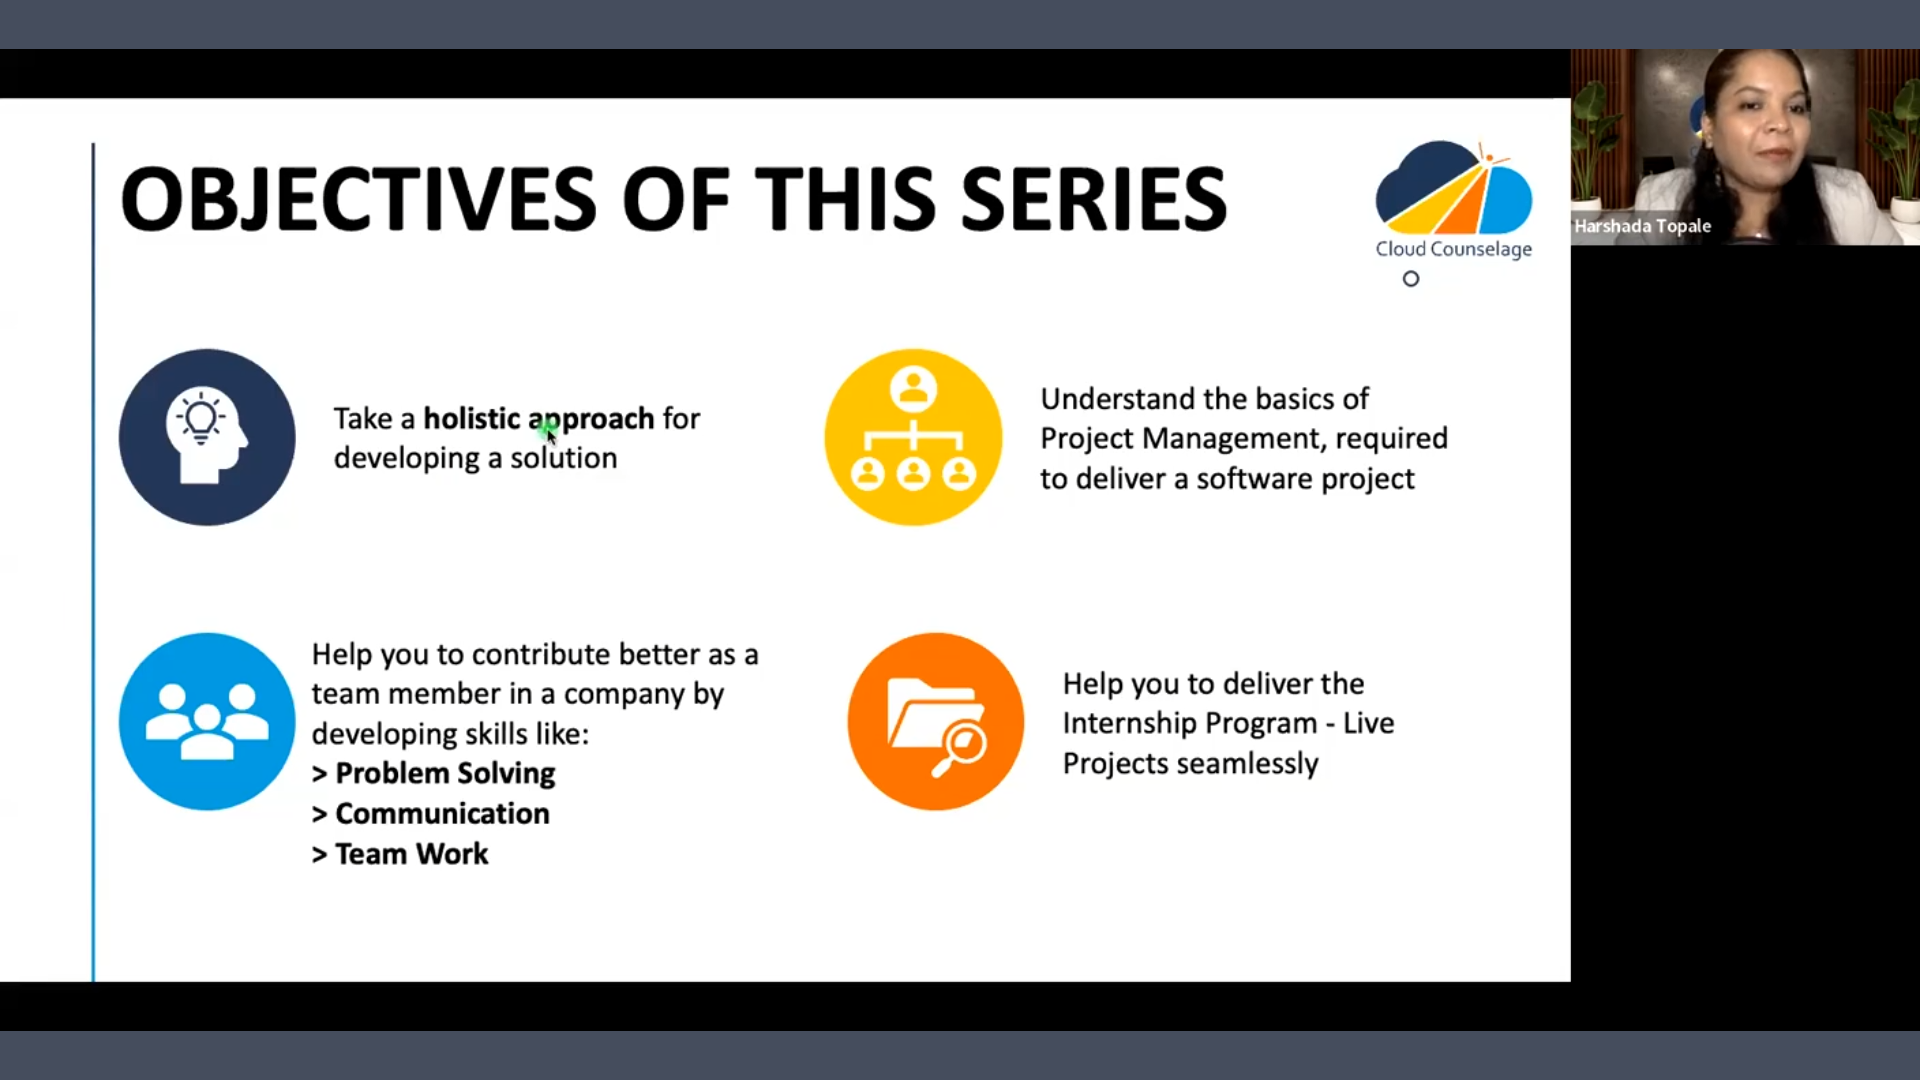 OBJECTIVES OF THIS SERIES
Cloud Counselage
Harshada Topale
Take a holistic approach for
developing a solution
Understand the basics of
Project Management, required
to deliver a software project
Help you to contribute better as a
team member in a company by
developing skills like:
> Problem Solving
> Communication
> Team Work
Help you to deliver the
Internship Program - Live
Projects seamlessly